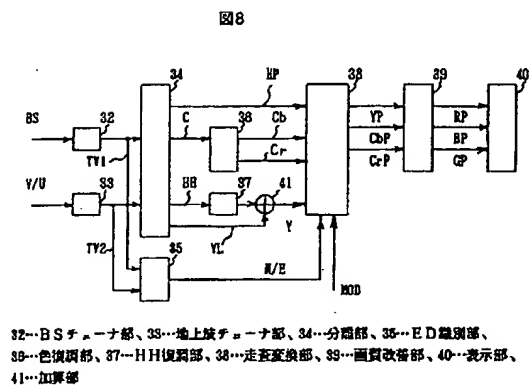 図8
34
HP
38
39
40
BS
32
C
36
Cb
Cr
YP
CbP
CrP
RP
BP
GP
TV1
V/U
33
HH
37
41
Y
YL
TV2
35
N/E
MOD
32…BSチューナ部、33…地上波チューナ部、34…分離部、35…ED識別部、
36…色復調部、37…HH復調部、38…走査変換部、39…画質改善部、40…表示部、
41…加算部